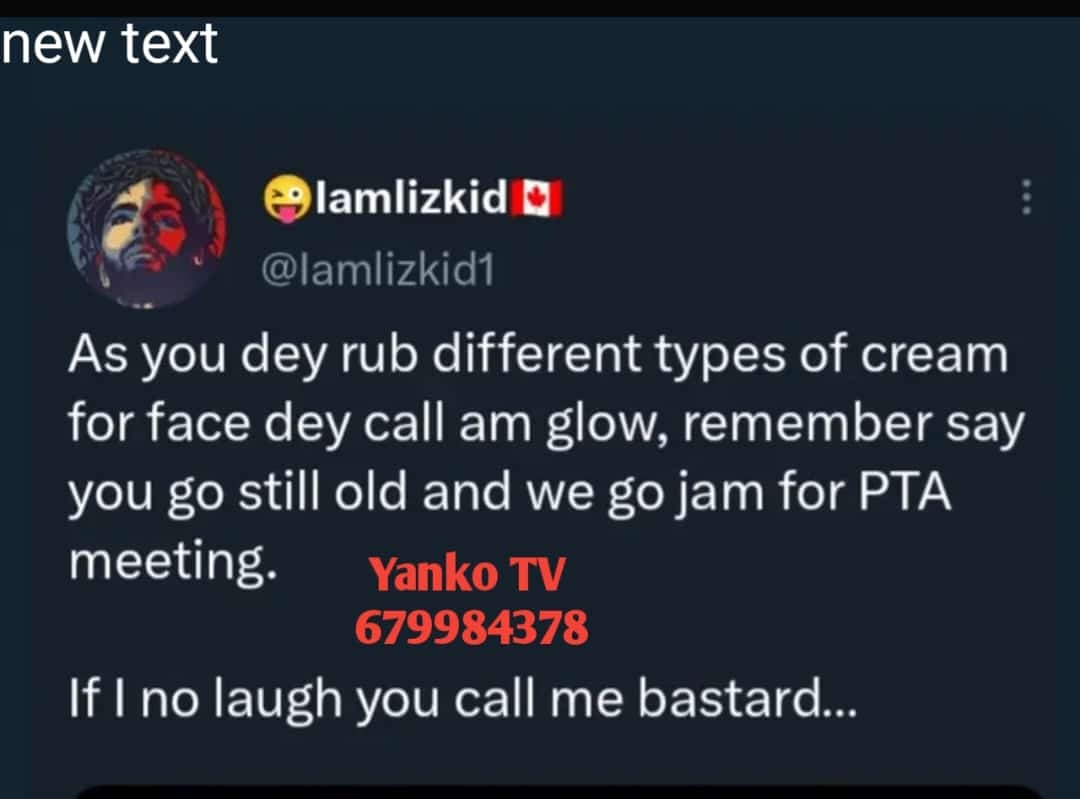 new text
😜Iamlizkid🇨🇦
@Iamlizkid1
As you dey rub different types of cream
for face dey call am glow, remember say
you go still old and we go jam for PTA
meeting.
Yanko TV
679984378
If I no laugh you call me bastard...